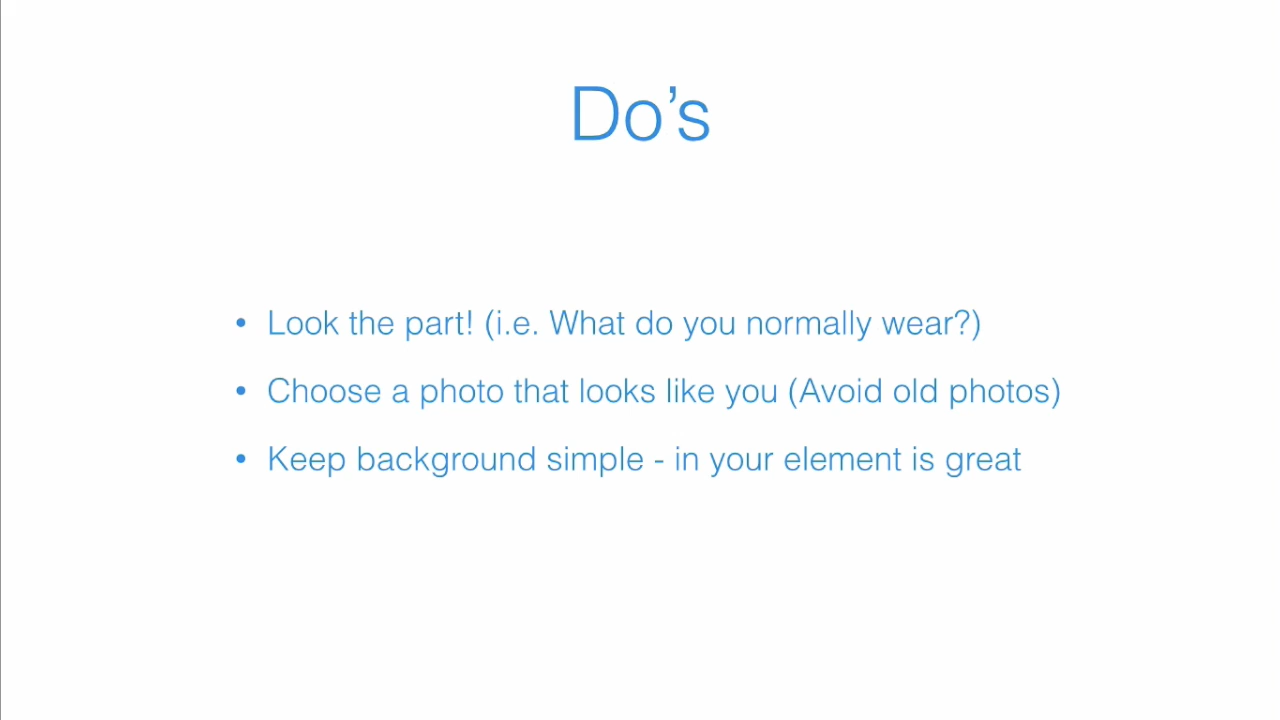 Do’s
• Look the part! (i.e. What do you normally wear?)
• Choose a photo that looks like you (Avoid old photos)
• Keep background simple - in your element is great